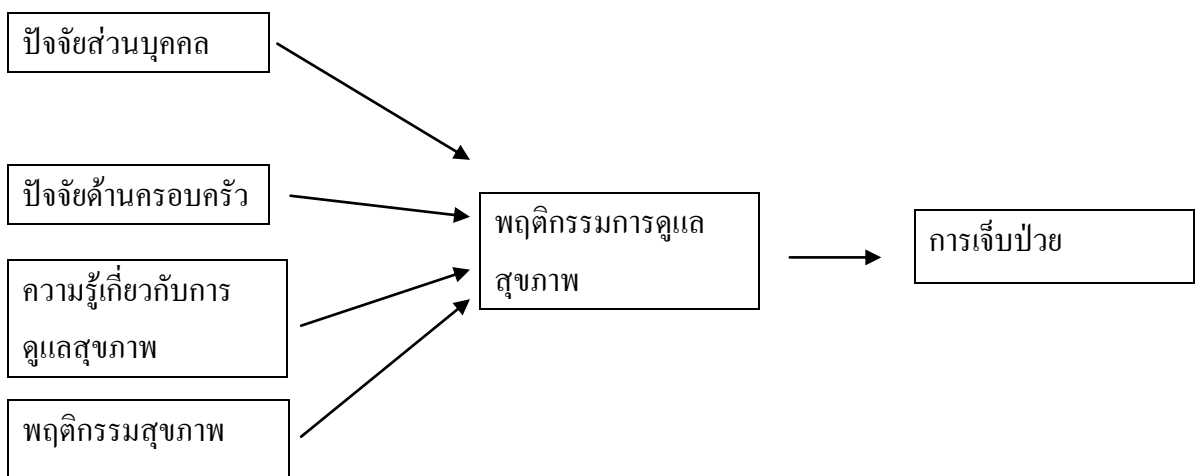 ปัจจัยส่วนบุคคล
ปัจจัยด้านครอบครัว
ความรู้เกี่ยวกับการ
ดูแลสุขภาพ
พฤติกรรมสุขภาพ
พฤติกรรมการดูแล
สุขภาพ
การเจ็บป่วย